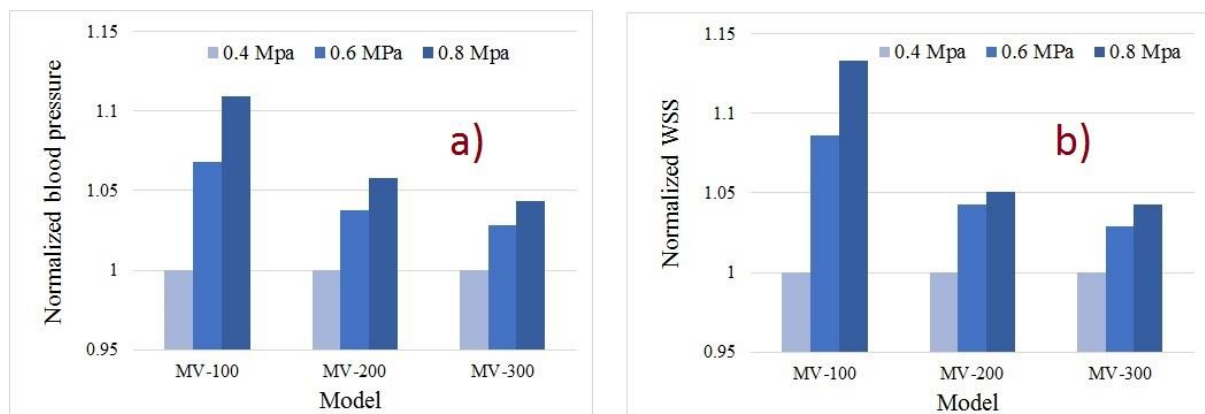 1.15
0.4 Mpa 0.6 MPa 0.8 Mpa
1.1
a)
1.05
1
0.95
Normalized blood pressure
MV-100 MV-200 MV-300
Model
1.15
0.4 Mpa 0.6 MPa 0.8 Mpa
1.1
b)
1.05
1
0.95
Normalized WSS
MV-100 MV-200 MV-300
Model